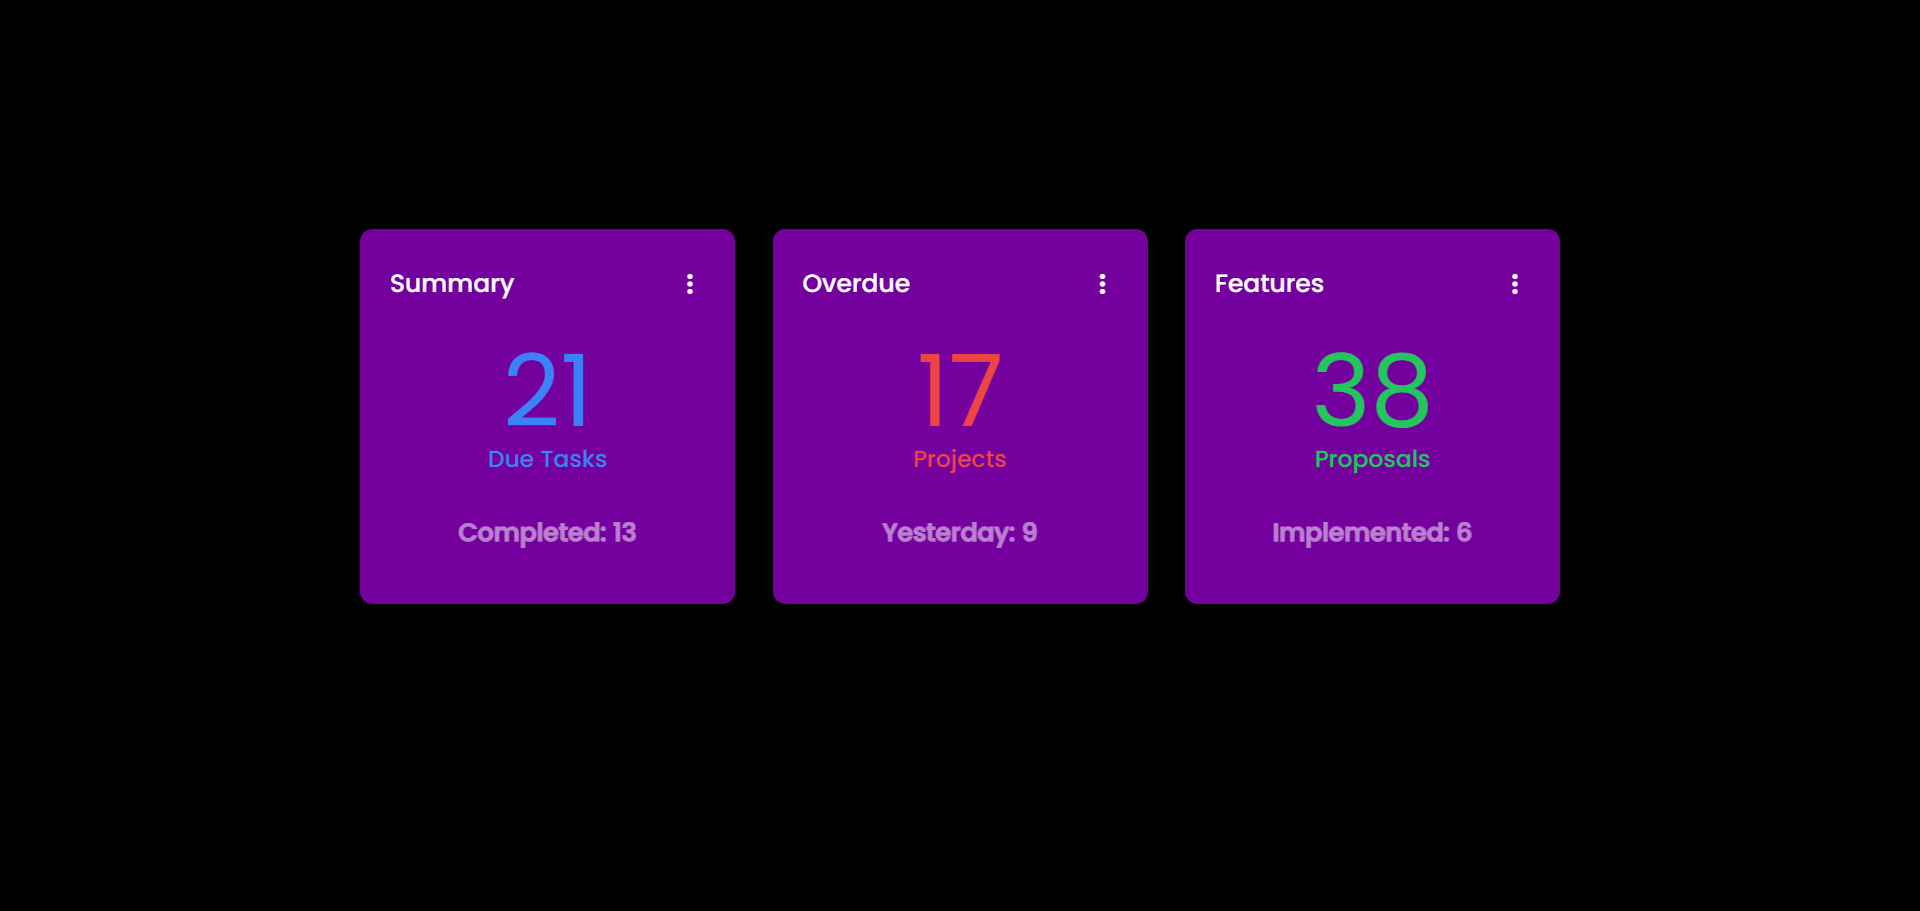 Summary
21
Due Tasks
Completed: 13
Overdue
17
Projects
Yesterday: 9
Features
38
Proposals
Implemented: 6